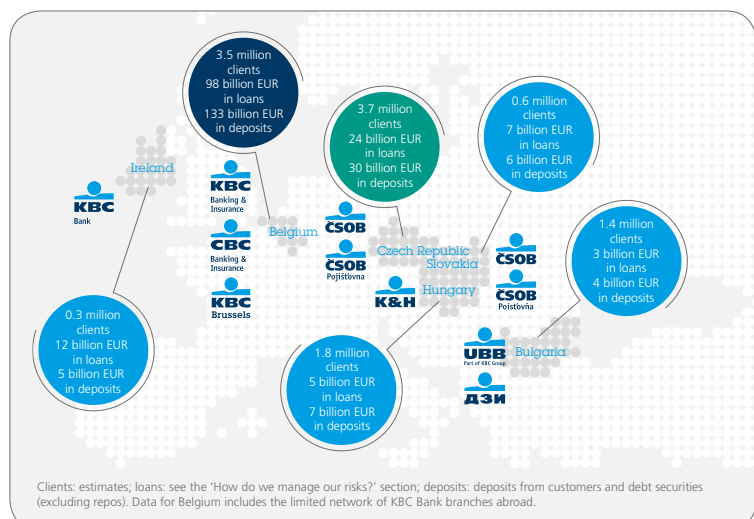 3.5 million
clients
98 billion EUR
in loans
133 billion EUR
in deposits
3.7 million
clients
24 billion EUR
in loans
30 billion EUR
in deposits
0.6 million
clients
7 billion EUR
in loans
6 billion EUR
in deposits
Ireland
KBC
Bank
KBC
Banking &
Insurance
CBC
Banking &
Insurance
KBC
Brussels
Belgium
ČSOB
ČSOB
Pojišťovna
Czech Republic
Slovakia
Hungary
K&H
ČSOB
ČSOB
Poisťovňa
1.4 million
clients
3 billion EUR
in loans
4 billion EUR
in deposits
0.3 million
clients
12 billion EUR
in loans
5 billion EUR
in deposits
1.8 million
clients
5 billion EUR
in loans
7 billion EUR
in deposits
UBB
Part of KBC Group
Bulgaria
ДЗИ
Clients: estimates; loans: see the ‘How do we manage our risks?’ section; deposits: deposits from customers and debt securities
(excluding repos). Data for Belgium includes the limited network of KBC Bank branches abroad.